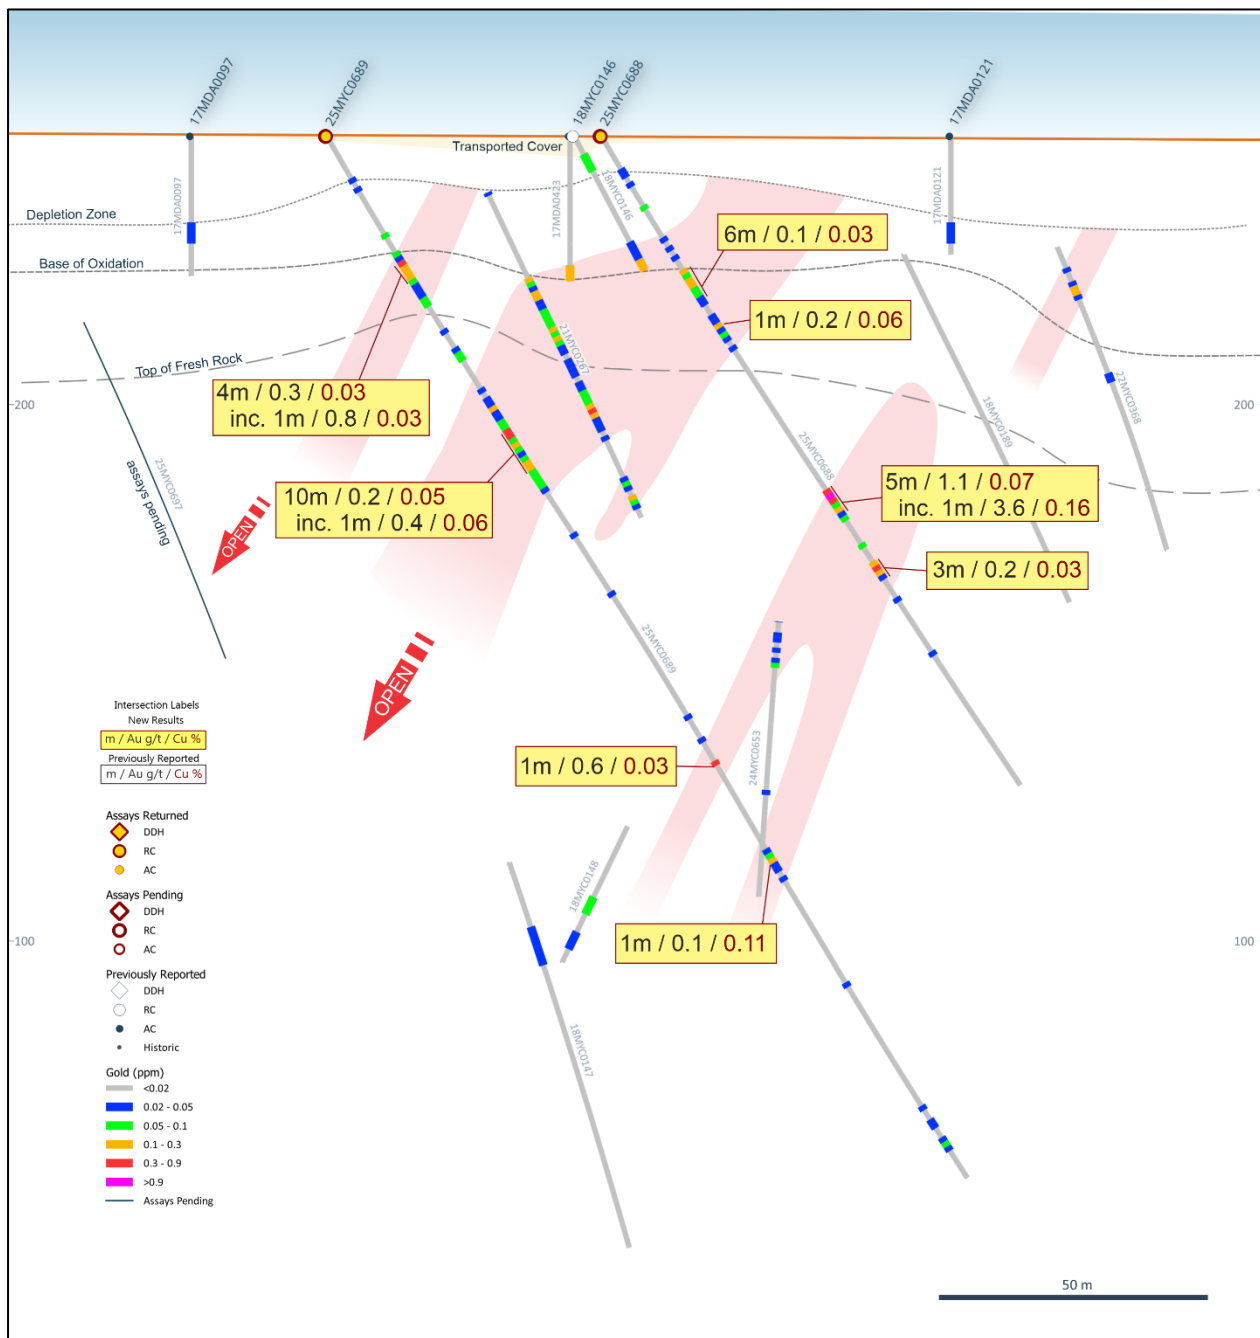 17MDA0097
25MYC0689
18MYC0146
25MYC0688
17MDA0121
Transported Cover
17MDA0097
17MDA0423
18MYC0146
17MDA0121
Depletion Zone
Base of Oxidation
Top of Fresh Rock
6m / 0.1 / 0.03
1m / 0.2 / 0.06
21MYC0267
22MYC0368
18MYC0189
200
200
4m / 0.3 / 0.03
inc. 1m / 0.8 / 0.03
25MYC0697
assays pending
25MYC0688
10m / 0.2 / 0.05
inc. 1m / 0.4 / 0.06
5m / 1.1 / 0.07
inc. 1m / 3.6 / 0.16
OPEN
3m / 0.2 / 0.03
25MYC0689
OPEN
Intersection Labels
New Results
m / Au g/t / Cu %
Previously Reported
m / Au g/t / Cu %
1m / 0.6 / 0.03
24MYC0653
18MYC0148
1m / 0.1 / 0.11
100
100
18MYC0147
Assays Returned
DDH
RC
AC
Assays Pending
DDH
RC
AC
Previously Reported
DDH
RC
AC
Historic
Gold (ppm)
<0.02
0.02 - 0.05
0.05 - 0.1
0.1 - 0.3
0.3 - 0.9
>0.9
Assays Pending
50 m